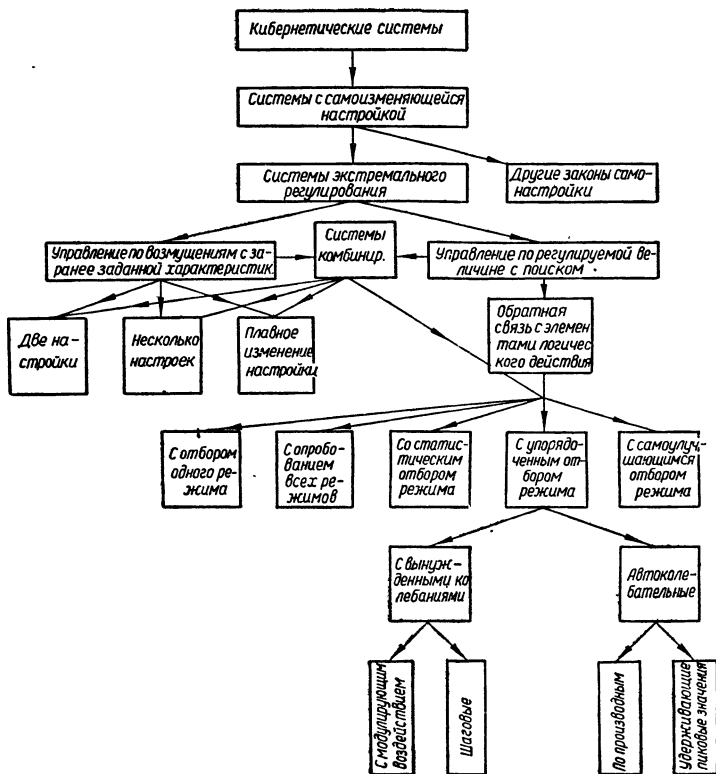 Кибернетические системы
Системы с самоизменяющейся
настройкой
Системы экстремального
регулирования
Другие законы само-
настройки
Управление по возмущениям с за-
ранее заданной характеристик.
Системы
комбинир.
Управление по регулируемой ве-
личине с поиском
Две на-
стройки
Несколько
настроек
Плавное
изменение
настройки
Обратная
связь с элемен
тами логичес
кого действия
С отбором
одного ре-
жима
С опробо-
ванием
всех ре-
жимов
Со статис-
тическим
отбором
режима
С упорядо-
ченным от-
бором
режима
С самоулуч-
шающимся
отбором
режима
С вынуж-
денными ко
лебаниями
Автоколе-
бательные
С модулирующим
воздействием
Шаговые
По производным
Удерживающие
пиковые значения